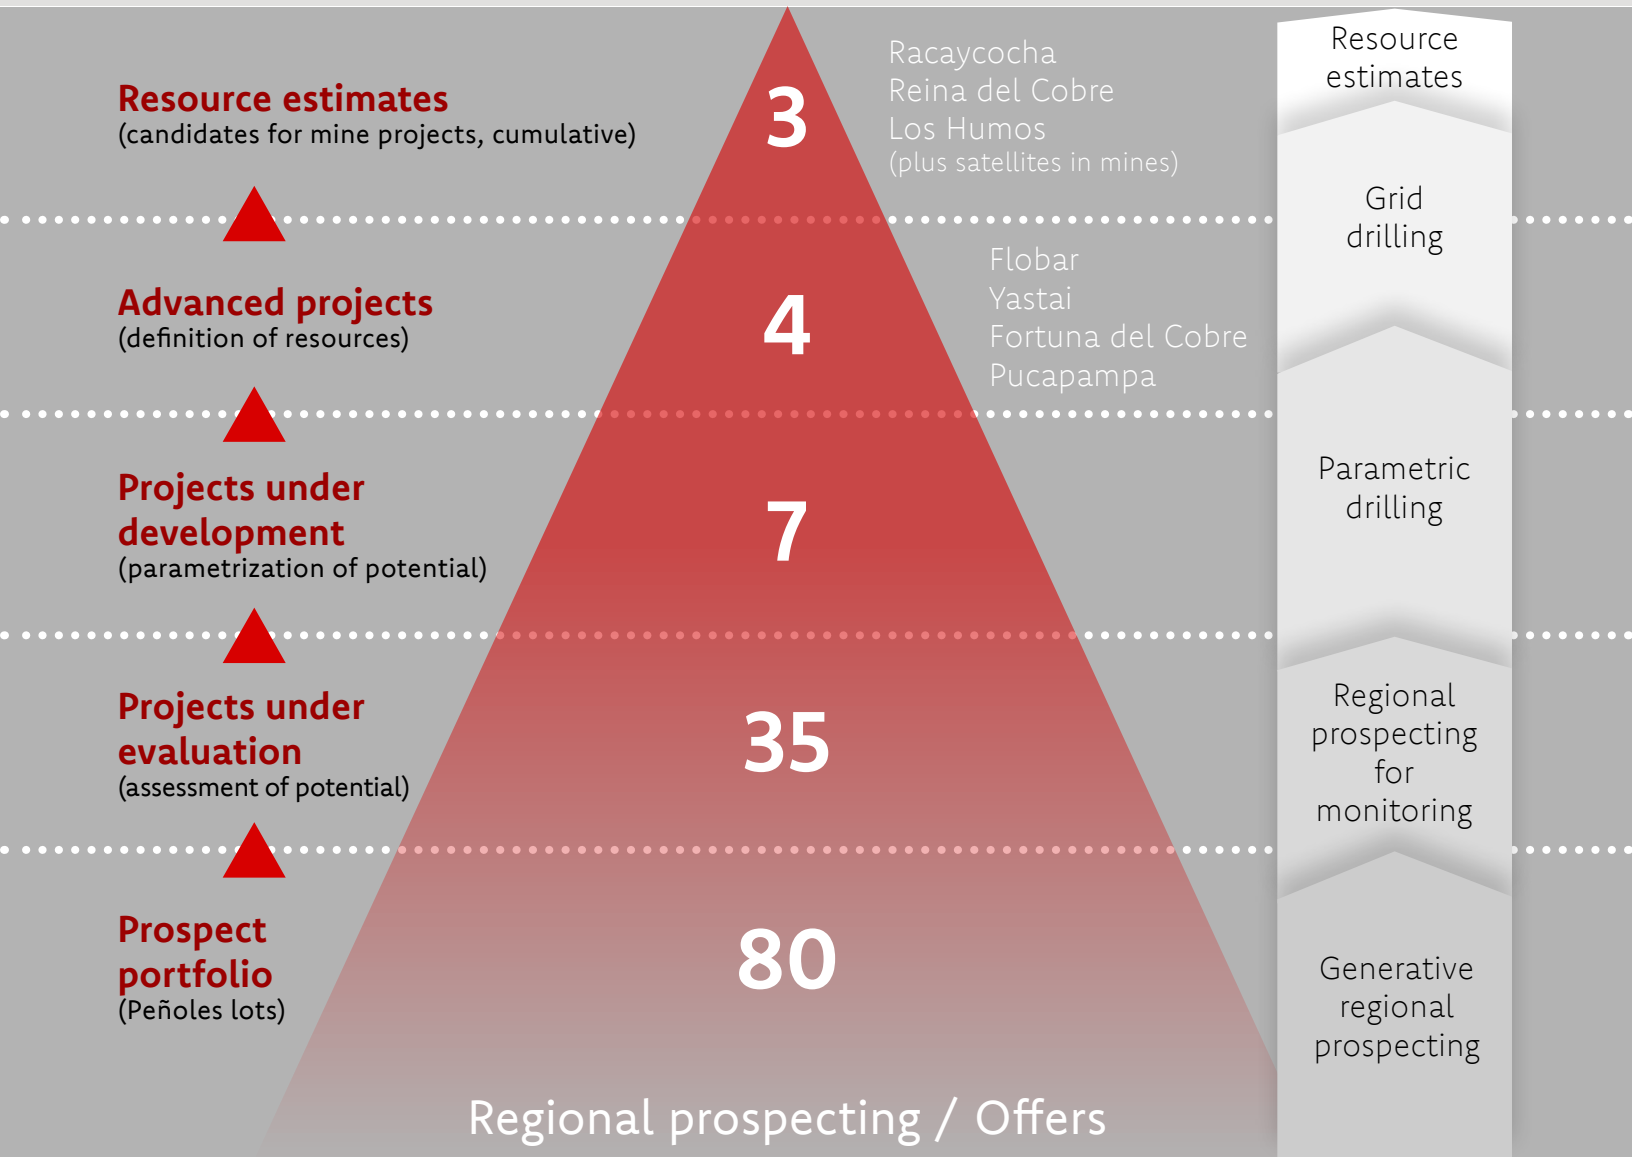 Resource estimates
(candidates for mine projects, cumulative)
3
Racaycocha
Reina del Cobre
Los Humos
(plus satellites in mines)
Advanced projects
(definition of resources)
4
Flobar
Yastai
Fortuna del Cobre
Pucapampa
Projects under
development
(parametrization of potential)
7
Projects under
evaluation
(assessment of potential)
35
Prospect
portfolio
(Peñoles lots)
80
Regional prospecting / Offers
Resource
estimates
Grid
drilling
Parametric
drilling
Regional
prospecting
for
monitoring
Generative
regional
prospecting